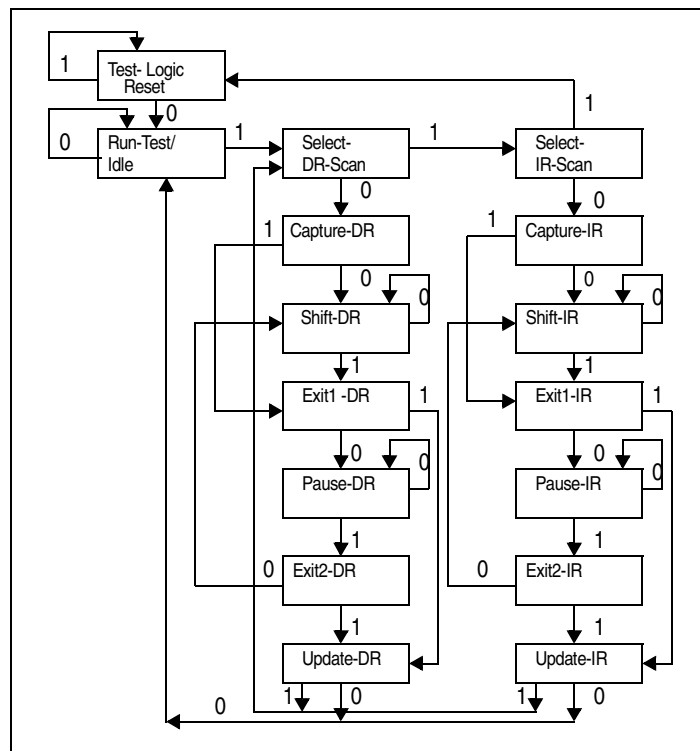 Test- Logic
Reset
1
0
Run-Test/
Idle
0
1
Select-
DR-Scan
1
Select-
IR-Scan
1
0
0
1
Capture-DR
1
Capture-IR
0
0
Shift-DR
0
Shift-IR
0
1
1
Exit1 -DR
1
Exit1-IR
1
0
0
Pause-DR
0
Pause-IR
0
1
1
0
Exit2-DR
0
Exit2-IR
1
1
Update-DR
Update-IR
1
0
1
0
0